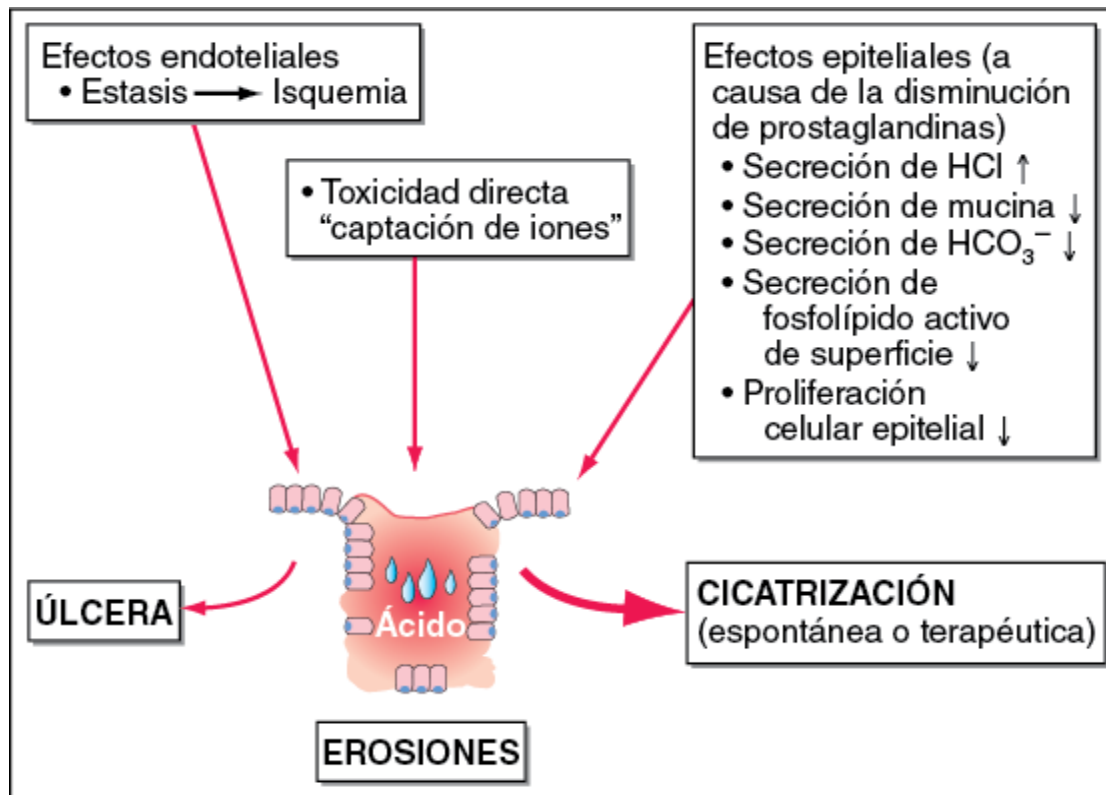 Efectos endoteliales
• Estasis → Isquemia
• Toxicidad directa
“captación de iones”
Efectos epiteliales (a
causa de la disminución
de prostaglandinas)
• Secreción de HCl ↑
• Secreción de mucina ↓
• Secreción de HCO₃⁻ ↓
• Secreción de
fosfolípido activo
de superficie ↓
• Proliferación
celular epitelial ↓
Ácido
ÚLCERA
CICATRIZACIÓN
(espontánea o terapéutica)
EROSIONES